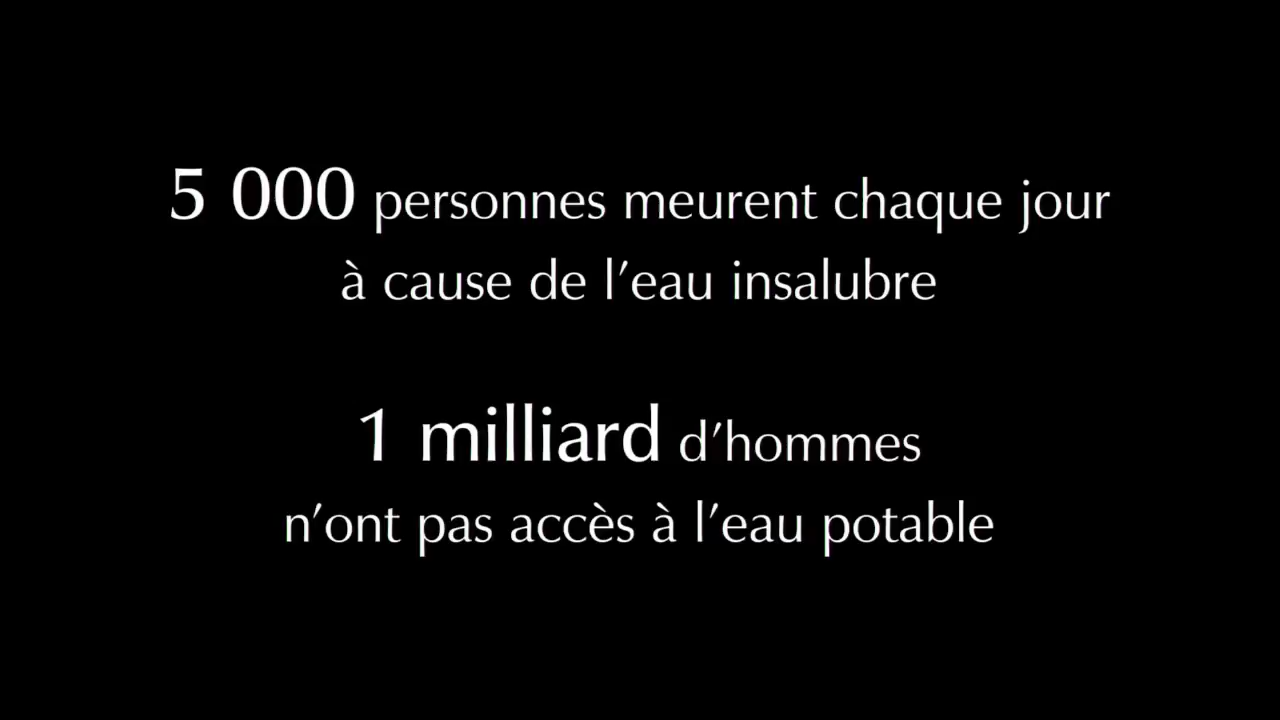 5 000 personnes meurent chaque jour
à cause de l’eau insalubre
1 milliard d’hommes
n’ont pas accès à l’eau potable